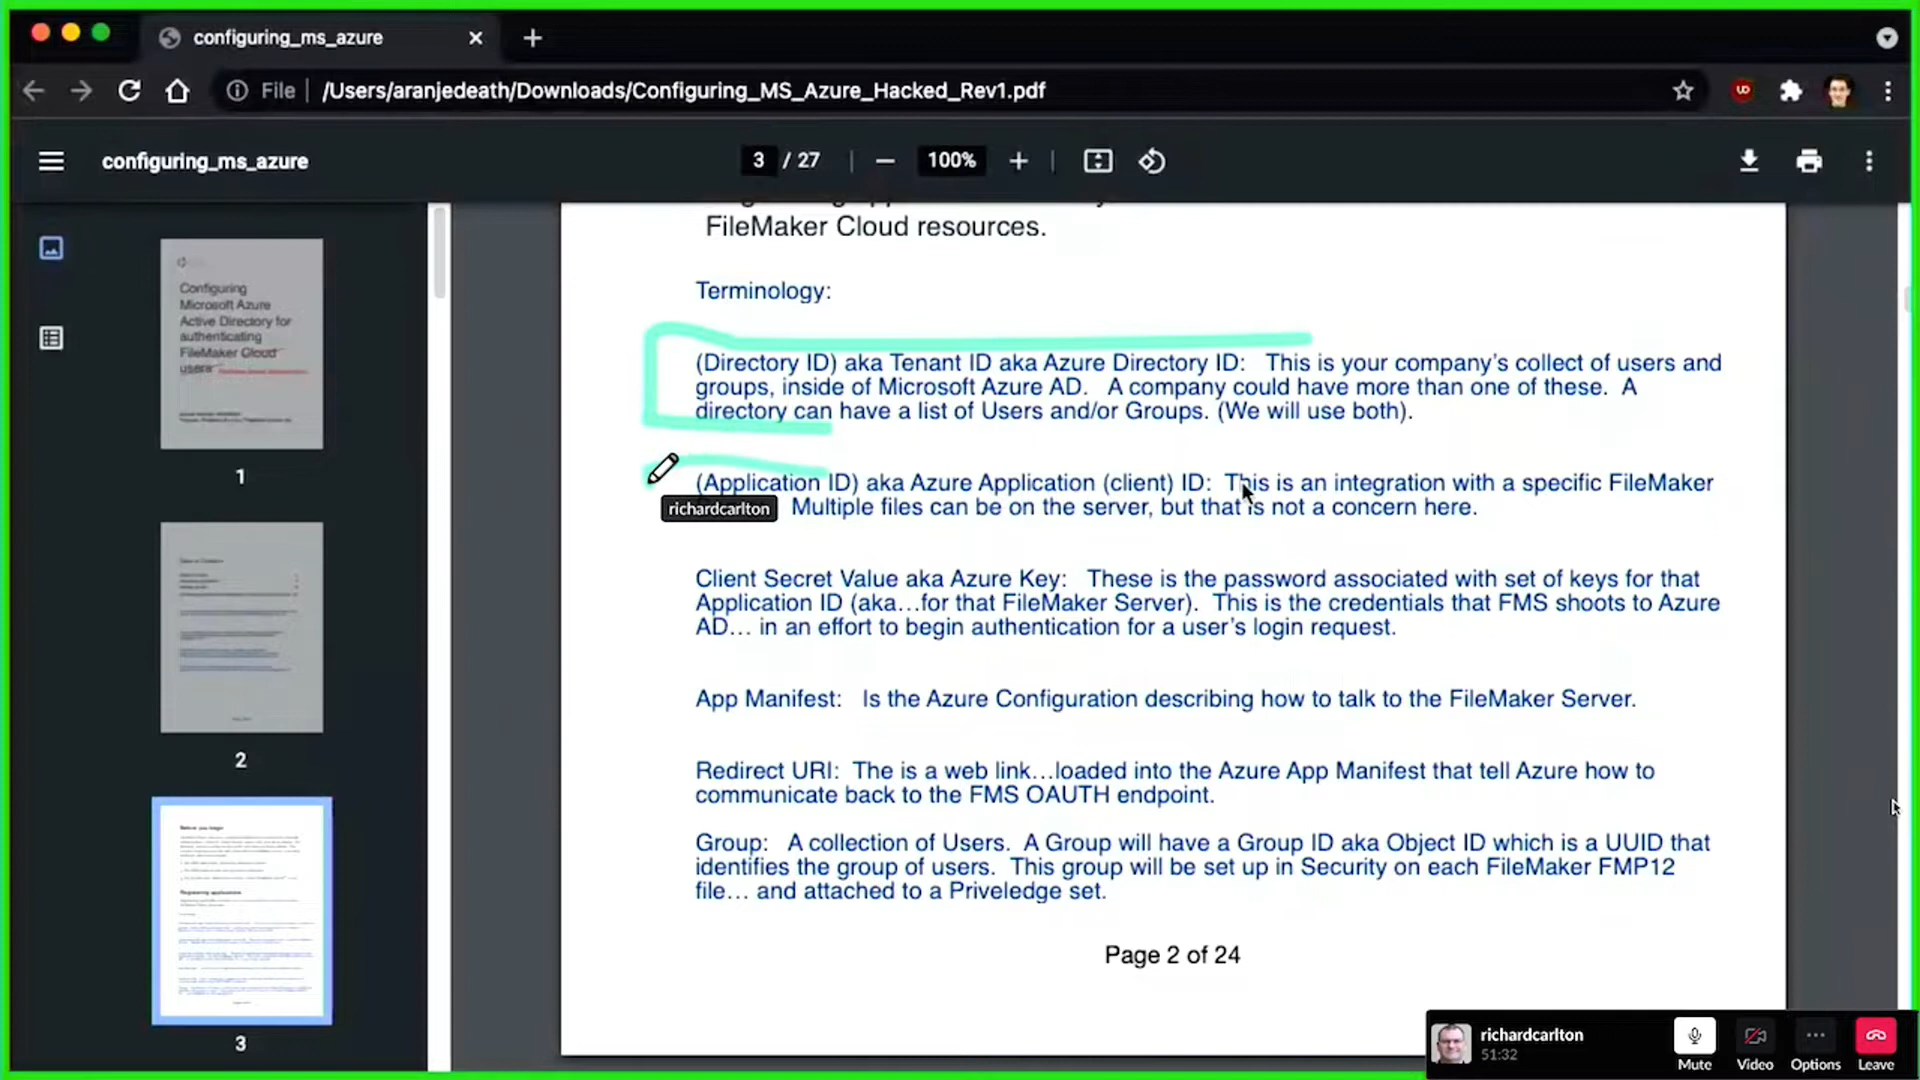 configuring_ms_azure
File
/Users/aranjedeath/Downloads/Configuring_MS_Azure_Hacked_Rev1.pdf
configuring_ms_azure
3 / 27
100%
Configuring
Microsoft Azure
Active Directory for
authenticating
FileMaker Cloud
users
1
2
3
FileMaker Cloud resources.
Terminology:
(Directory ID) aka Tenant ID aka Azure Directory ID: This is your company's collect of users and
groups, inside of Microsoft Azure AD. A company could have more than one of these. A
directory can have a list of Users and/or Groups. (We will use both).
(Application ID) aka Azure Application (client) ID: This is an integration with a specific FileMaker
richardcarlton
Multiple files can be on the server, but that is not a concern here.
Client Secret Value aka Azure Key: These is the password associated with set of keys for that
Application ID (aka…for that FileMaker Server). This is the credentials that FMS shoots to Azure
AD… in an effort to begin authentication for a user's login request.
App Manifest: Is the Azure Configuration describing how to talk to the FileMaker Server.
Redirect URI: The is a web link…loaded into the Azure App Manifest that tell Azure how to
communicate back to the FMS OAUTH endpoint.
Group: A collection of Users. A Group will have a Group ID aka Object ID which is a UUID that
identifies the group of users. This group will be set up in Security on each FileMaker FMP12
file… and attached to a Priveledge set.
Page 2 of 24
richardcarlton
51:32
Mute
Video
Options
Leave